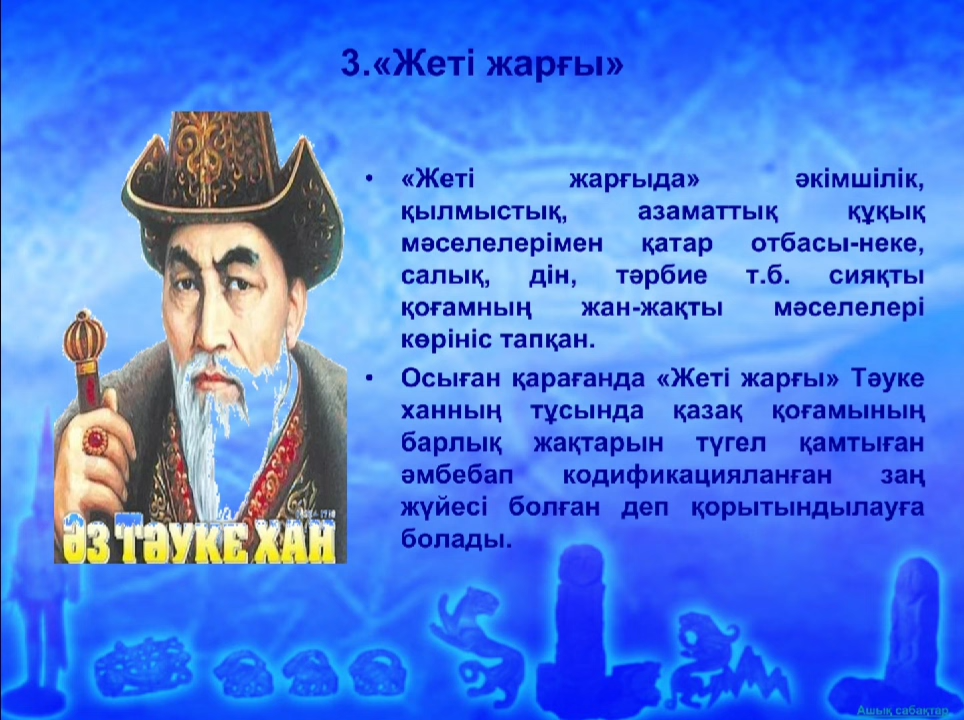 3.«Жеті жарғы»
• «Жеті жарғыда» әкімшілік,
қылмыстық, азаматтық құқық
мәселелерімен қатар отбасы-неке,
салық, дін, тәрбие т.б. сияқты
қоғамның жан-жақты мәселелері
көрініс тапқан.
• Осыған қарағанда «Жеті жарғы» Тәуке
ханның тұсында қазақ қоғамының
барлық жақтарын түгел қамтыған
әмбебап кодификацияланған заң
жүйесі болған деп қорытындылауға
болады.
ӘЗ ТӘУКЕ ХАН
Ашық сабақтар